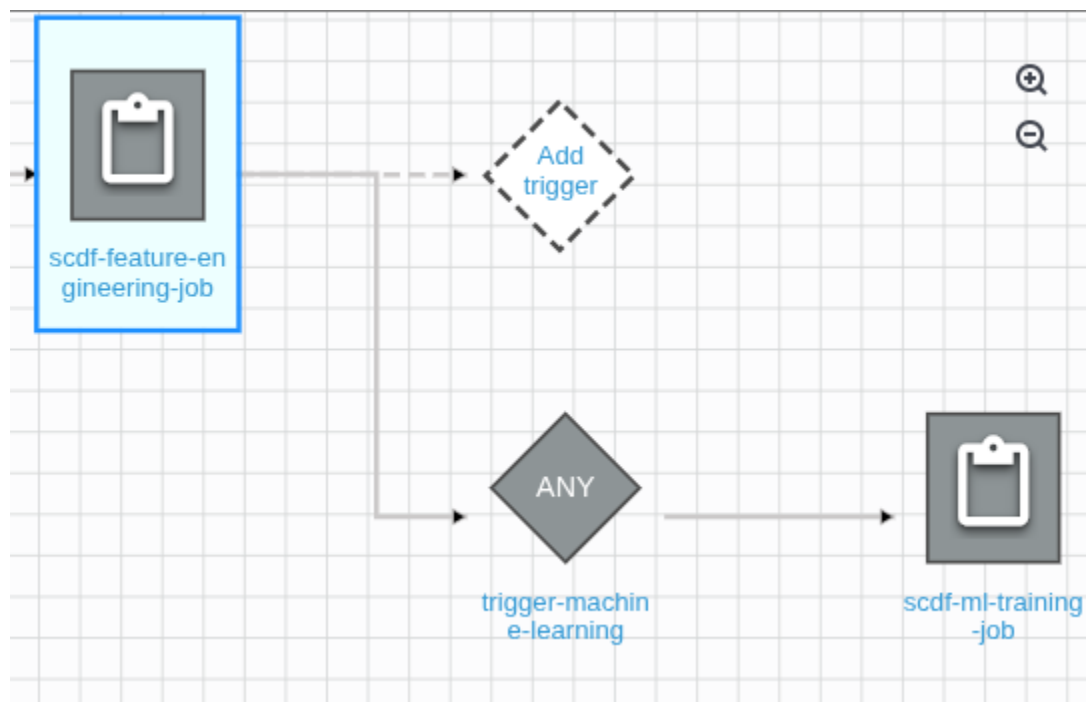 Add
trigger
scdf-feature-en
gineering-job
ANY
trigger-machin
e-learning
scdf-ml-training
-job